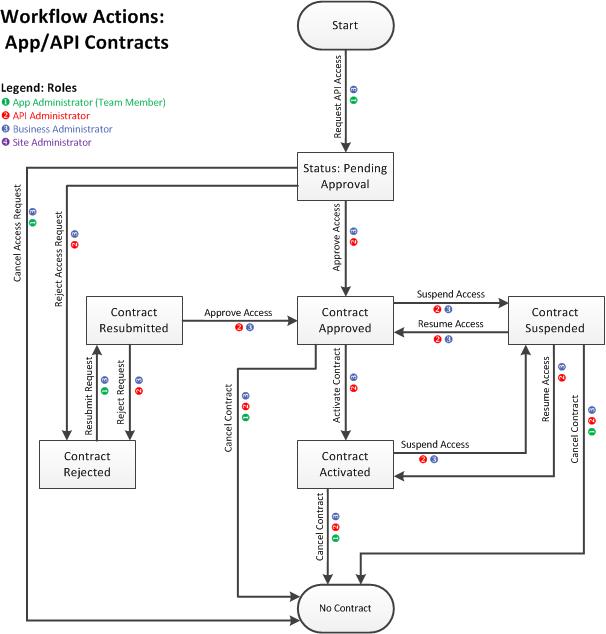 Workflow Actions:
App/API Contracts
Legend: Roles
1 App Administrator (Team Member)
2 API Administrator
3 Business Administrator
4 Site Administrator
Start
Request API Access
3
1
Status: Pending
Approval
Cancel Access Request
3
1
Reject Access Request
3
2
Approve Access
3
2
Contract
Resubmitted
Approve Access
2 3
Contract
Approved
Suspend Access
2 3
Resume Access
2 3
Contract
Suspended
Resubmit Request
3
1
Reject Request
3
2
Cancel Contract
3
2
1
Activate Contract
3
2
Resume Access
3
2
Cancel Contract
3
2
1
Contract
Rejected
Contract
Activated
Suspend Access
2 3
Cancel Contract
3
2
1
No Contract